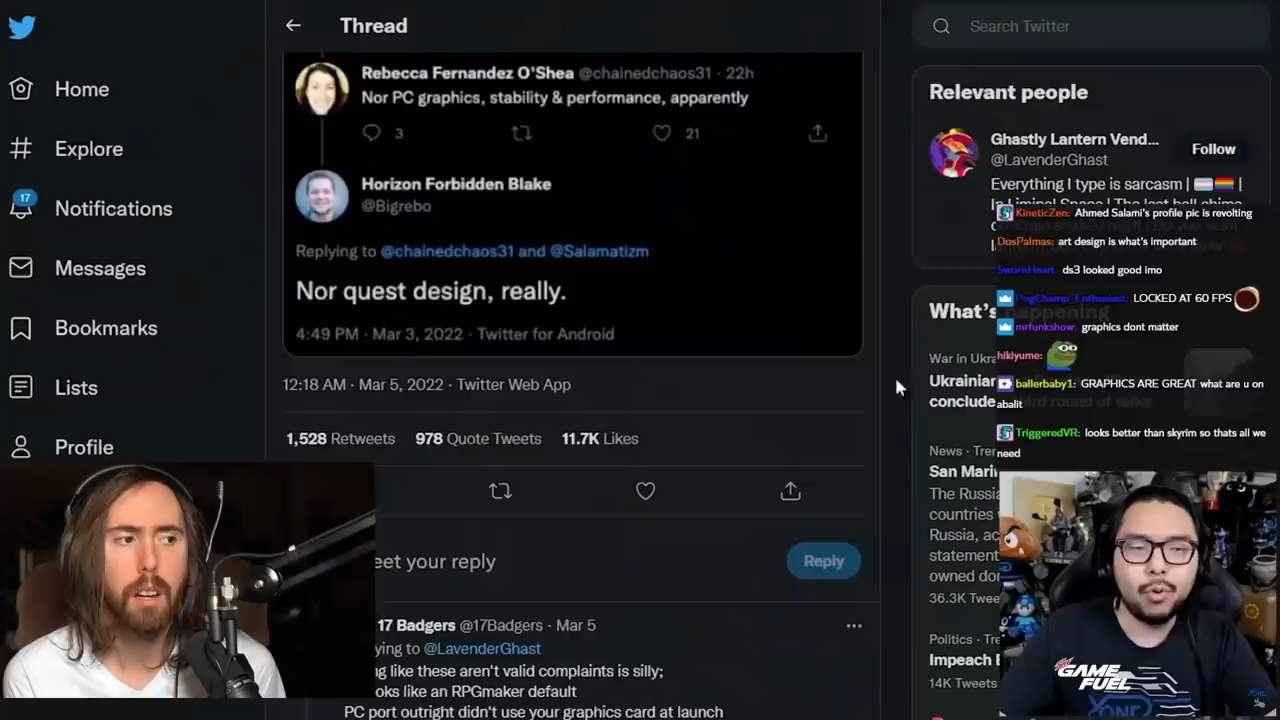 Home
Explore
17
Notifications
Messages
Bookmarks
Lists
Profile
Thread
Rebecca Fernandez O'Shea @chainedchaos31 · 22h
Nor PC graphics, stability & performance, apparently
3
21
Horizon Forbidden Blake
@Bigrebo
Replying to @chainedchaos31 and @Salamatizm
Nor quest design, really.
4:49 PM · Mar 3, 2022 · Twitter for Android
12:18 AM · Mar 5, 2022 · Twitter Web App
1,528 Retweets 978 Quote Tweets 11.7K Likes
eet your reply
Reply
17 Badgers @17Badgers · Mar 5
ying to @LavenderGhast
g like these aren't valid complaints is silly;
oks like an RPGmaker default
PC port outright didn't use your graphics card at launch
Search Twitter
Relevant people
Ghastly Lantern Vend...
@LavenderGhast
Follow
Everything I type is sarcasm | |
KineticZen: Ahmed Salami's profile pic is revolting
DosPalmas: art design is what's important
SwornHeart: ds3 looked good imo
PogChamp_Enthusiast: LOCKED AT 60 FPS
mrfunkshow: graphics dont matter
hikiyume:
ballerbaby1: GRAPHICS ARE GREAT what are u on
abalit
TriggeredVR: looks better than skyrim so thats all we
need
What's happening
War in Ukra
Ukrainian
conclude third round of talks
News · Tre
San Mari
The Russia
countries
Russia, ac
statement
owned do
36.3K Twee
Politics · Tre
Impeach
14K Tweets
GAME
FUEL